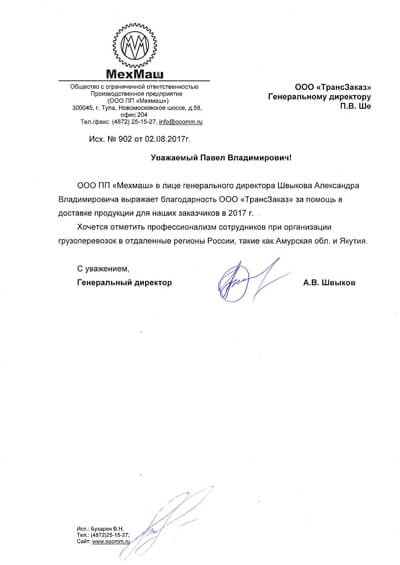 МехМаш
Общество с ограниченной ответственностью
Производственное предприятие
(ООО ПП «Мехмаш»)
300045, г. Тула, Новомосковское шоссе, д.58,
офис 204
Тел./факс: (4872) 25-15-27, info@ooomm.ru
ООО «ТрансЗаказ»
Генеральному директору
П.В. Ше
Исх. № 902 от 02.08.2017г.
Уважаемый Павел Владимирович!
ООО ПП «Мехмаш» в лице генерального директора Швыкова Александра
Владимировича выражает благодарность ООО «ТрансЗаказ» за помощь в
доставке продукции для наших заказчиков в 2017 г.
Хочется отметить профессионализм сотрудников при организации
грузоперевозок в отдаленные регионы России, такие как Амурская обл. и Якутия.
С уважением,
Генеральный директор
А.В. Швыков
Исп.: Бухарин В.Н.
Тел.: (4872)25-15-27;
Сайт: www.ooomm.ru